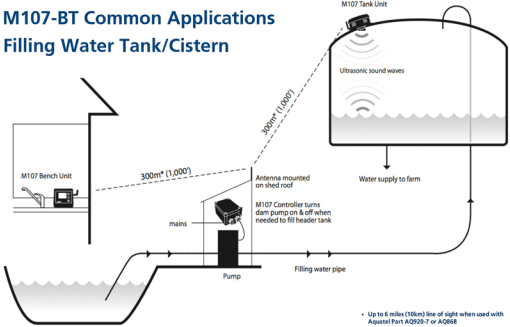 M107-BT Common Applications
Filling Water Tank/Cistern
M107 Tank Unit
Ultrasonic sound waves
300m* (1,000')
300m* (1,000')
M107 Bench Unit
Antenna mounted
on shed roof
Water supply to farm
M107 Controller turns
dam pump on & off when
needed to fill header tank
mains
Filling water pipe
Pump
• Up to 6 miles (10km) line of sight when used with
Aquatel Part AQ920-7 or AQ868